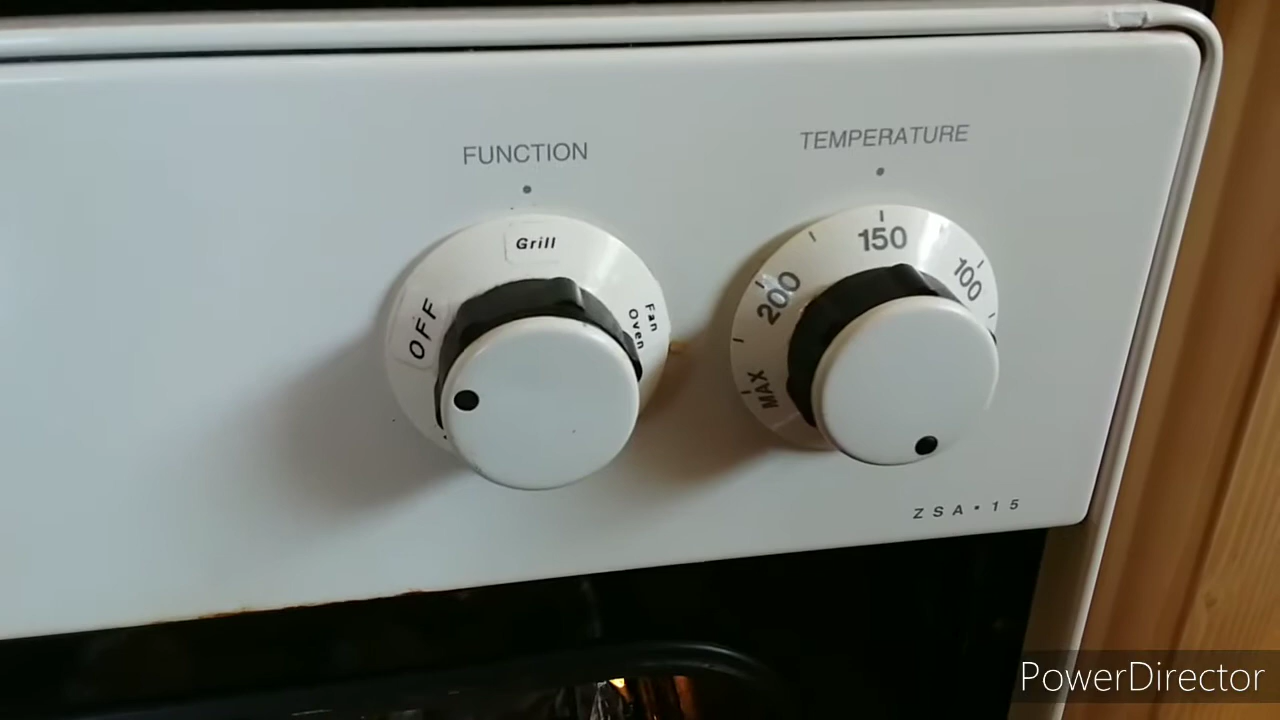 FUNCTION
TEMPERATURE
Grill
OFF
Fan
Oven
MAX
200
150
100
ZSA•15
PowerDirector